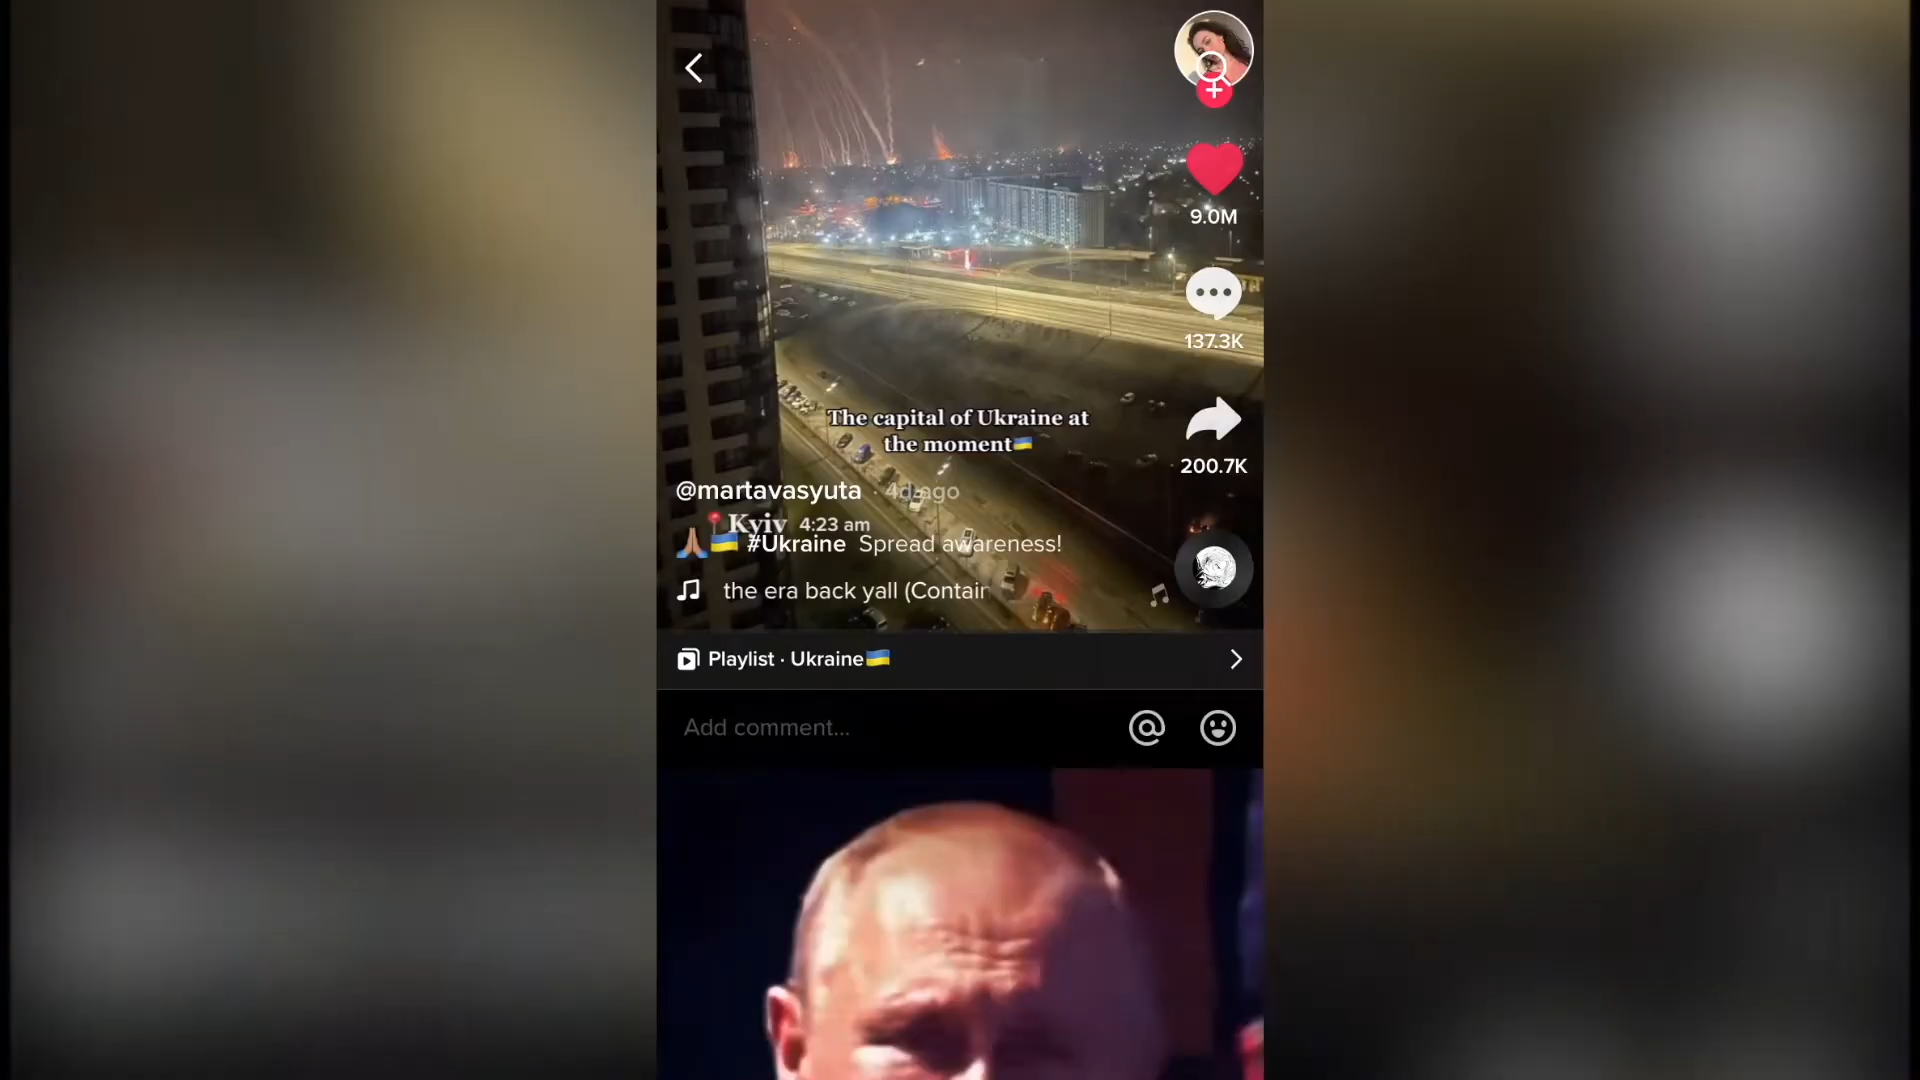 9.0M
137.3K
The capital of Ukraine at
the moment🇺🇦
200.7K
@martavasyuta · 4d ago
📍Kyiv 4:23 am
🙏🏽🇺🇦 #Ukraine Spread awareness!
the era back yall (Contain
Playlist · Ukraine🇺🇦
Add comment...